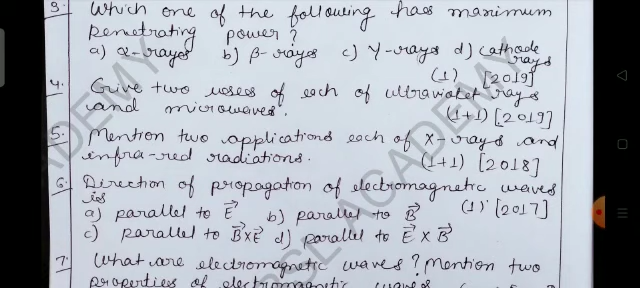 3. Which one of the following has maximum
penetrating power?
a) α-rays b) β-rays c) γ-rays d) cathode rays
(1) [2019]
4. Give two uses of each of ultraviolet rays
and microwaves. (1+1) [2019]
5. Mention two applications each of X-rays and
infra-red radiations. (1+1) [2018]
6. Direction of propagation of electromagnetic waves
is (1) [2017]
a) parallel to E⃗ b) parallel to B⃗
c) parallel to B⃗×E⃗ d) parallel to E⃗ × B⃗
7. What are electromagnetic waves? Mention two
properties of electromagnetic waves
ACADEMY
ACADEMY